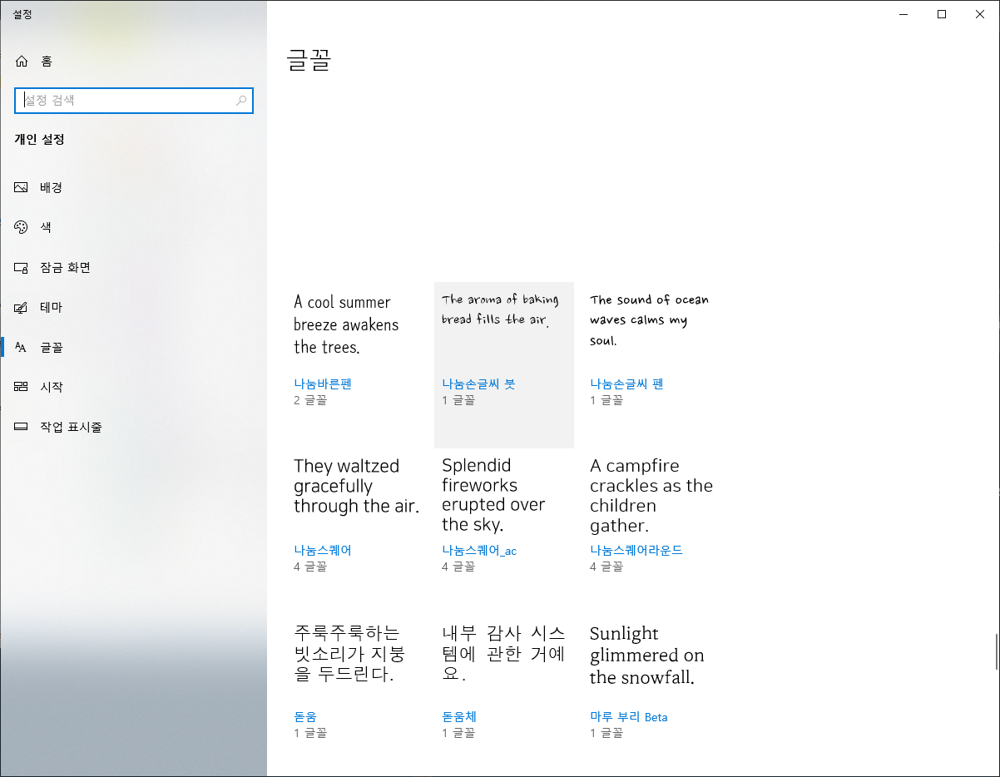 설정
홈
설정 검색
개인 설정
배경
색
잠금 화면
테마
글꼴
시작
작업 표시줄
글꼴
A cool summer
breeze awakens
the trees.
나눔바른펜
2 글꼴
The aroma of baking
bread fills the air.
나눔손글씨 붓
1 글꼴
The sound of ocean
waves calms my
soul.
나눔손글씨 펜
1 글꼴
They waltzed
gracefully
through the air.
나눔스퀘어
4 글꼴
Splendid
fireworks
erupted over
the sky.
나눔스퀘어_ac
4 글꼴
A campfire
crackles as the
children
gather.
나눔스퀘어라운드
4 글꼴
주룩주룩하는
빗소리가 지붕
을 두드린다.
돋움
1 글꼴
내부 감사 시스
템에 관한 거예
요.
돋움체
1 글꼴
Sunlight
glimmered on
the snowfall.
마루 부리 Beta
1 글꼴